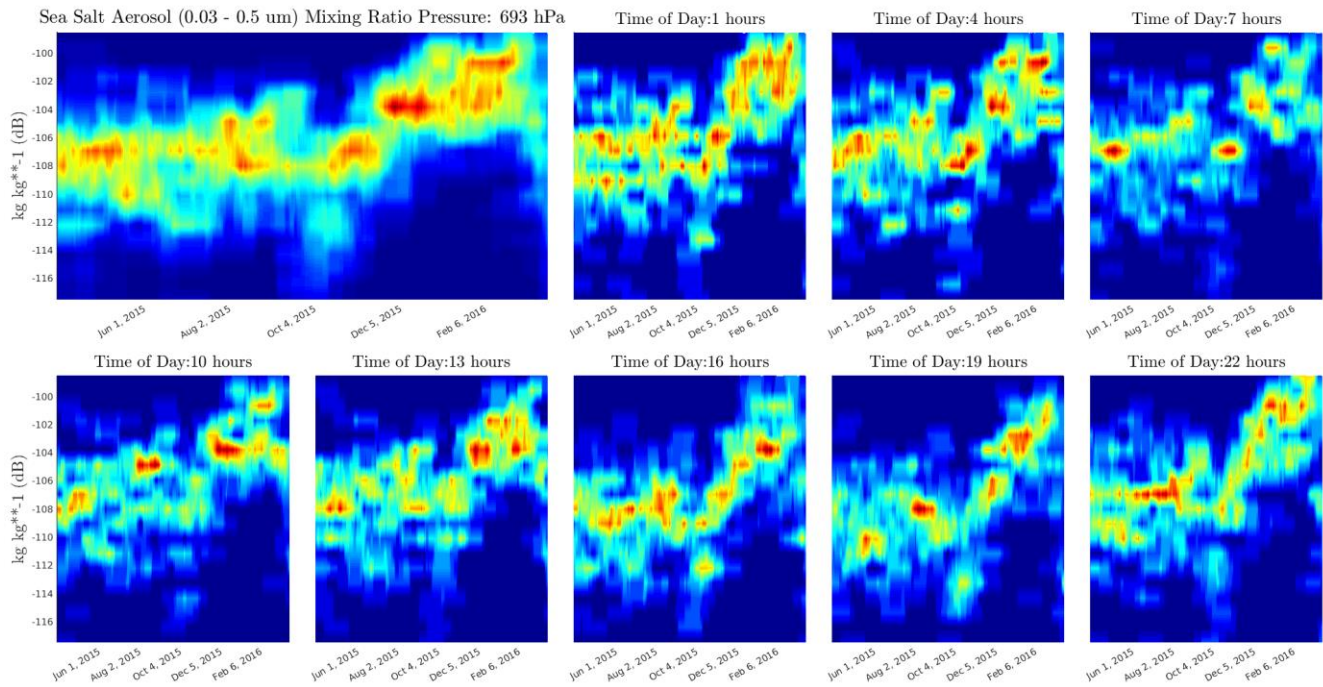 Sea Salt Aerosol (0.03 - 0.5 um) Mixing Ratio Pressure: 693 hPa
Time of Day:1 hours
Time of Day:4 hours
Time of Day:7 hours
kg kg**-1 (dB)
-100
-102
-104
-106
-108
-110
-112
-114
-116
Jun 1, 2015
Aug 2, 2015
Oct 4, 2015
Dec 5, 2015
Feb 6, 2016
Jun 1, 2015
Aug 2, 2015
Oct 4, 2015
Dec 5, 2015
Feb 6, 2016
Jun 1, 2015
Aug 2, 2015
Oct 4, 2015
Dec 5, 2015
Feb 6, 2016
Jun 1, 2015
Aug 2, 2015
Oct 4, 2015
Dec 5, 2015
Feb 6, 2016
Time of Day:10 hours
Time of Day:13 hours
Time of Day:16 hours
Time of Day:19 hours
Time of Day:22 hours
kg kg**-1 (dB)
-100
-102
-104
-106
-108
-110
-112
-114
-116
Jun 1, 2015
Aug 2, 2015
Oct 4, 2015
Dec 5, 2015
Feb 6, 2016
Jun 1, 2015
Aug 2, 2015
Oct 4, 2015
Dec 5, 2015
Feb 6, 2016
Jun 1, 2015
Aug 2, 2015
Oct 4, 2015
Dec 5, 2015
Feb 6, 2016
Jun 1, 2015
Aug 2, 2015
Oct 4, 2015
Dec 5, 2015
Feb 6, 2016
Jun 1, 2015
Aug 2, 2015
Oct 4, 2015
Dec 5, 2015
Feb 6, 2016